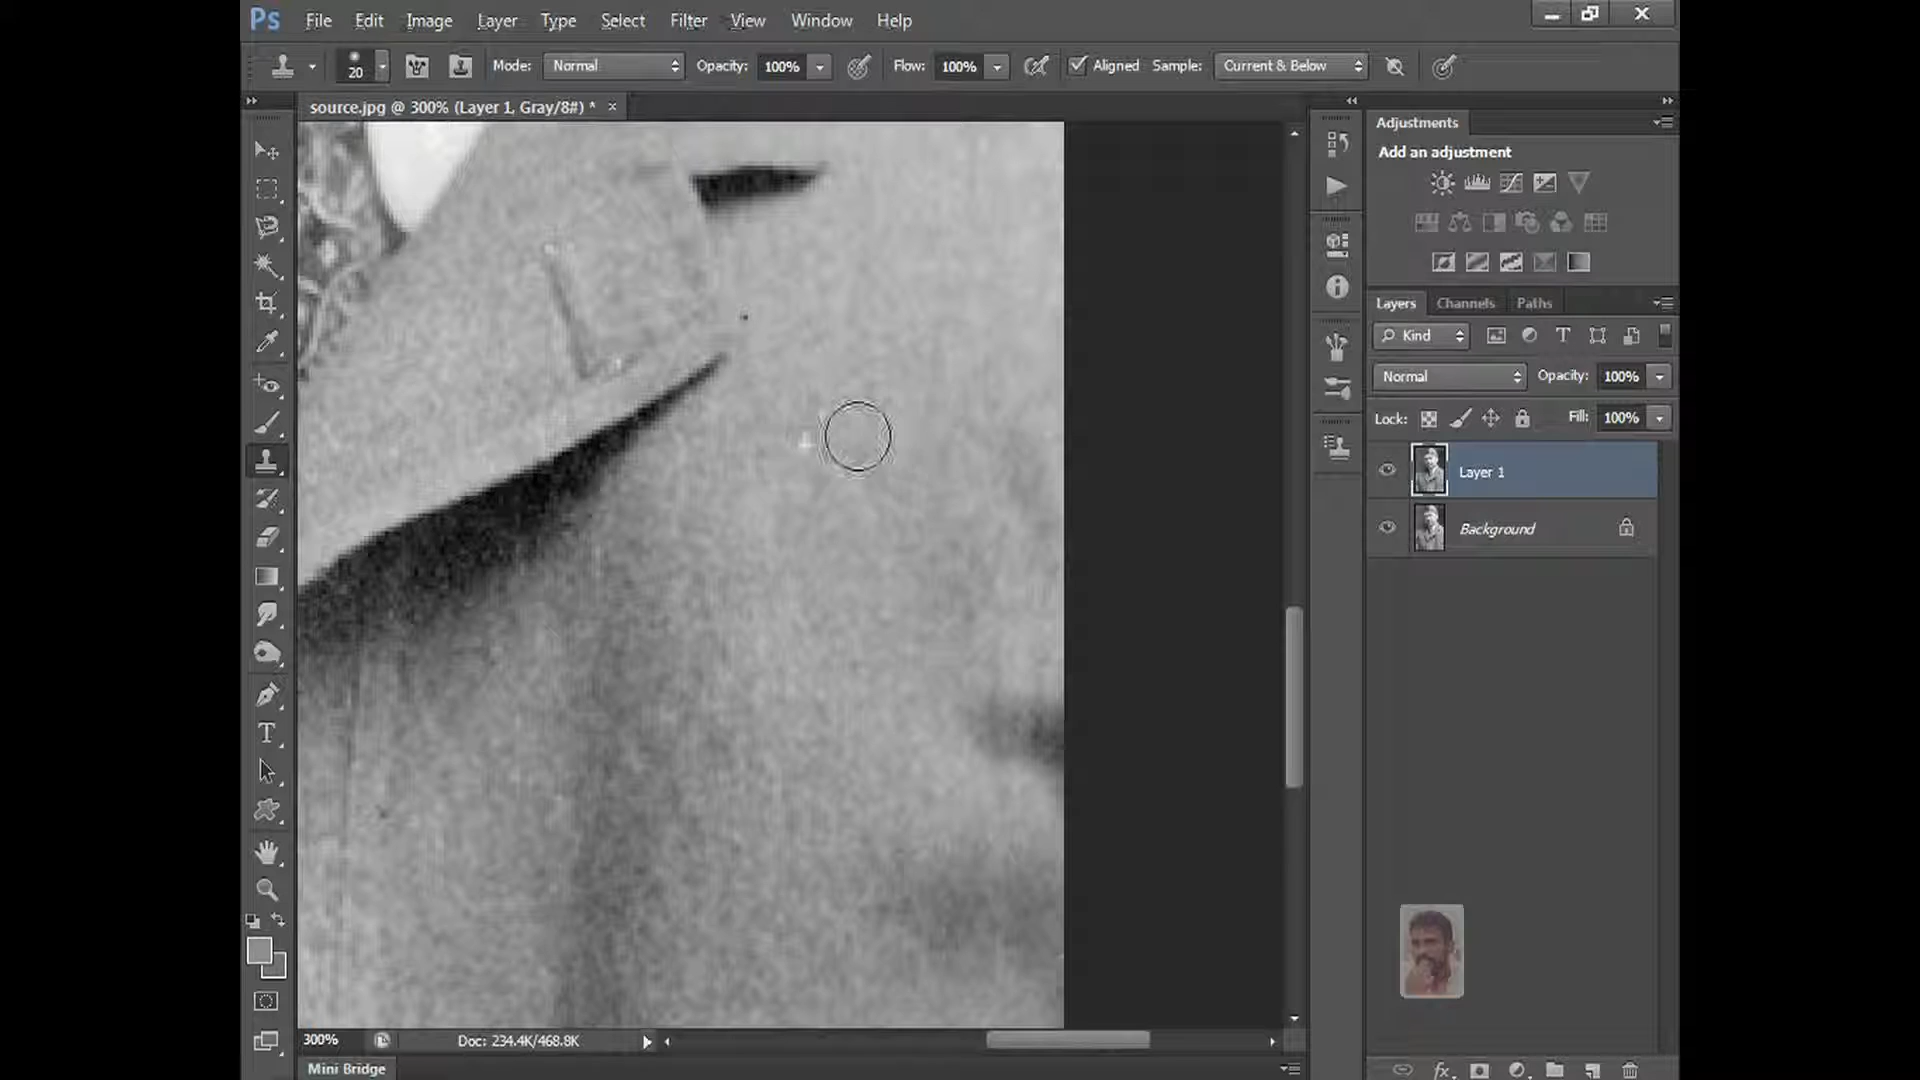 Ps File Edit Image Layer Type Select Filter View Window Help
20 Mode: Normal Opacity: 100% Flow: 100% Aligned Sample: Current & Below
source.jpg @ 300% (Layer 1, Gray/8#) * ×
Adjustments
Add an adjustment
Layers Channels Paths
Kind
Normal Opacity: 100%
Lock: Fill: 100%
Layer 1
Background
300% Doc: 234.4K/468.8K
Mini Bridge